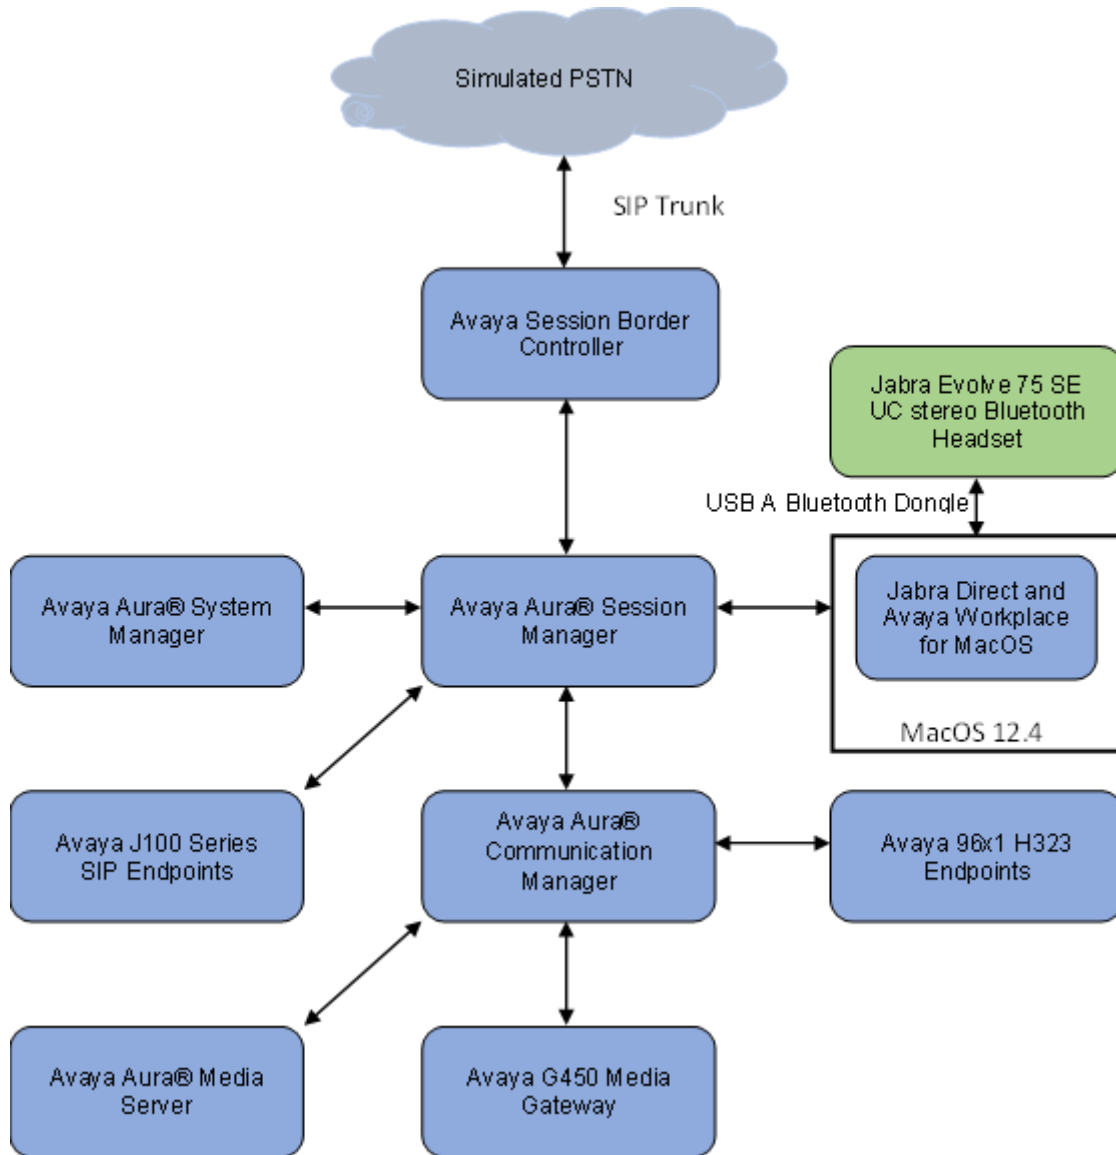 Simulated PSTN
SIP Trunk
Avaya Session Border
Controller
Jabra Evolve 75 SE
UC stereo Bluetooth
Headset
USB A Bluetooth Dongle
Avaya Aura® System
Manager
Avaya Aura® Session
Manager
Jabra Direct and
Avaya Workplace
for MacOS
MacOS 12.4
Avaya J100 Series
SIP Endpoints
Avaya Aura®
Communication
Manager
Avaya 96x1 H323
Endpoints
Avaya Aura® Media
Server
Avaya G450 Media
Gateway